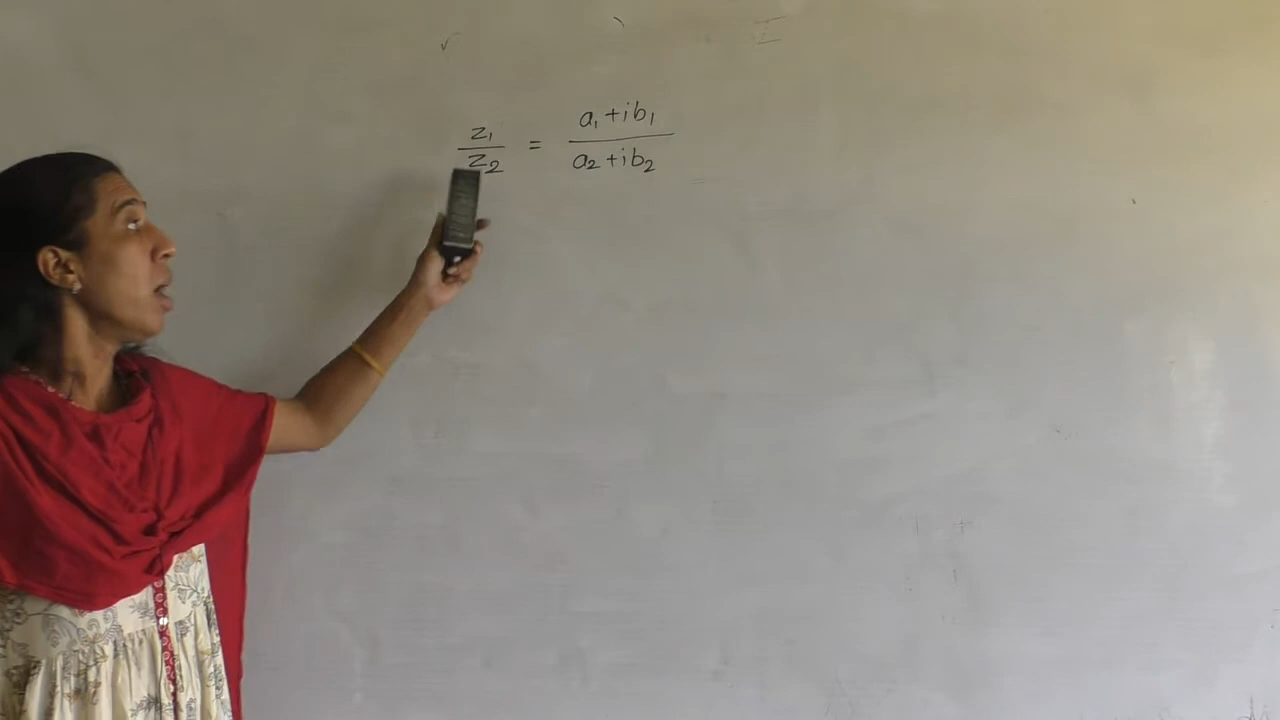 z₁/z₂ = (a₁+ib₁)/(a₂+ib₂)